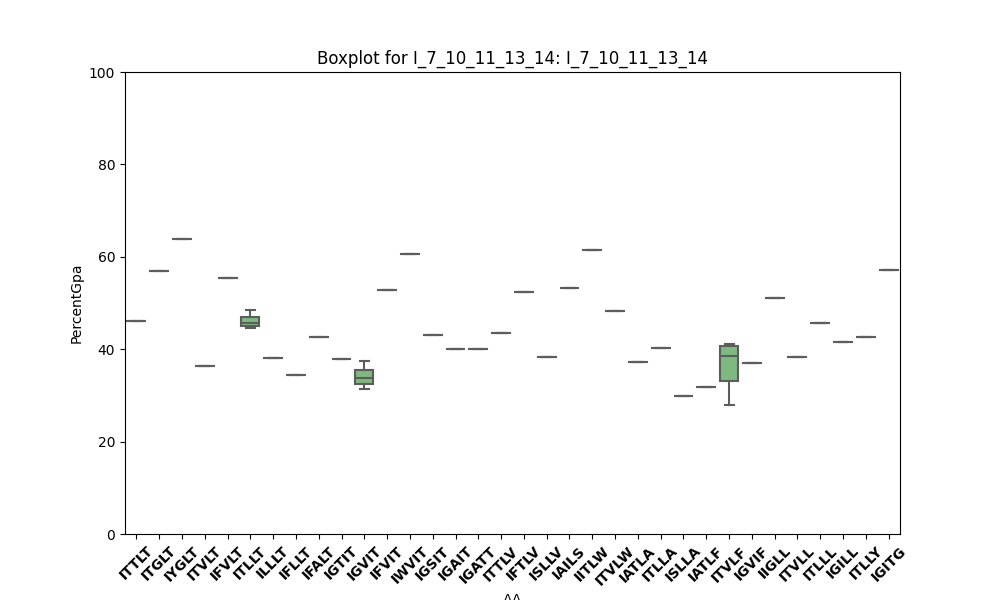 Boxplot for I_7_10_11_13_14: I_7_10_11_13_14
100
80
60
40
20
0
PercentGpa
ITTLT
ITGLT
IYGLT
ITVLT
IFVLT
ITLLT
ILLLT
IFLLT
IFALT
IGTIT
IGVIT
IFVIT
IWVIT
IGSIT
IGAIT
IGATT
ITTLV
IFTLV
ISLLV
IAILS
IITLW
ITVLW
IATLA
ITLLA
ISLLA
IATLF
ITVLF
IGVIF
IIGLL
ITVLL
ITLLL
IGILL
ITLLY
IGITG
AA